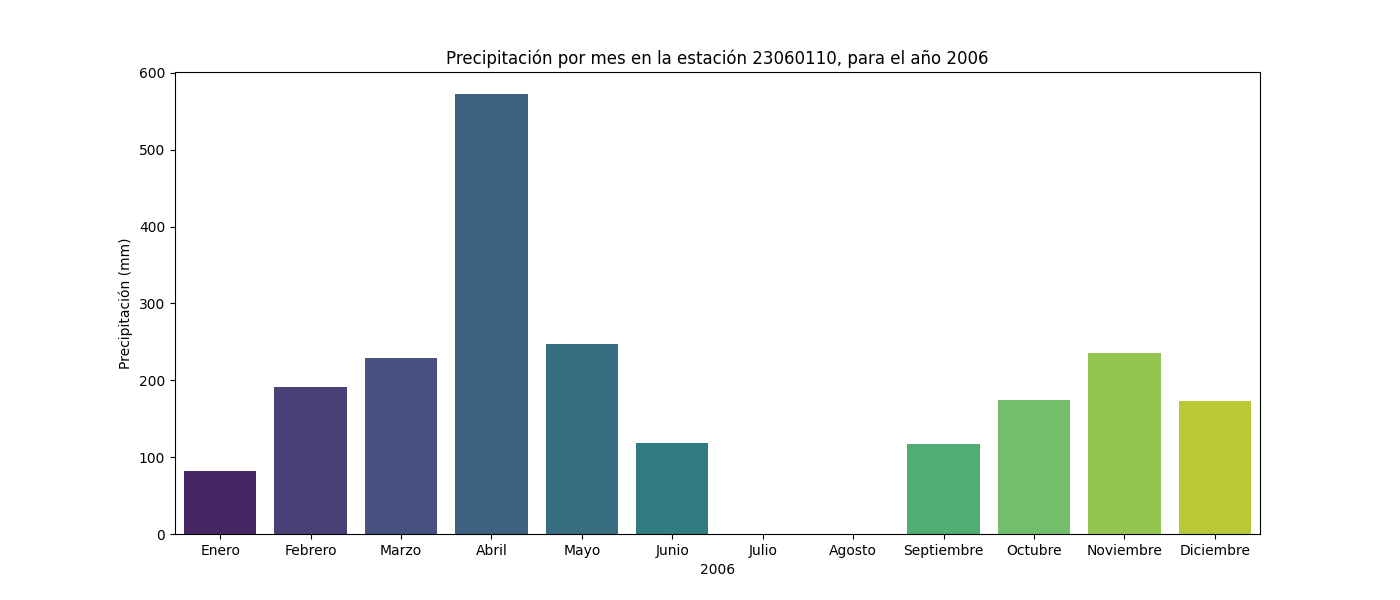 Precipitación por mes en la estación 23060110, para el año 2006
600
500
400
300
200
100
0
Precipitación (mm)
Enero Febrero Marzo Abril Mayo Junio Julio Agosto Septiembre Octubre Noviembre Diciembre
2006